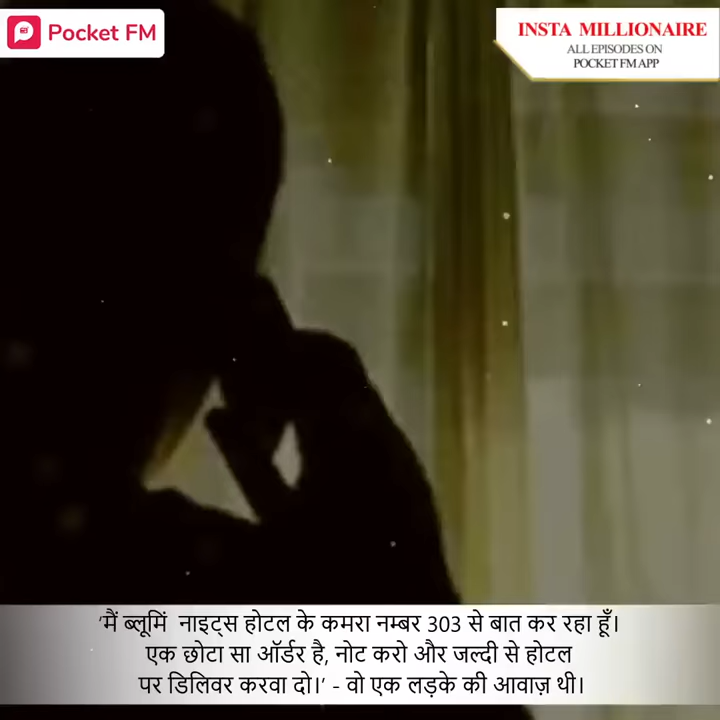 Pocket FM
INSTA MILLIONAIRE
ALL EPISODES ON
POCKET FM APP
'मैं ब्लूमिं नाइट्स होटल के कमरा नम्बर 303 से बात कर रहा हूँ।
एक छोटा सा ऑर्डर है, नोट करो और जल्दी से होटल
पर डिलिवर करवा दो।' - वो एक लड़के की आवाज़ थी।